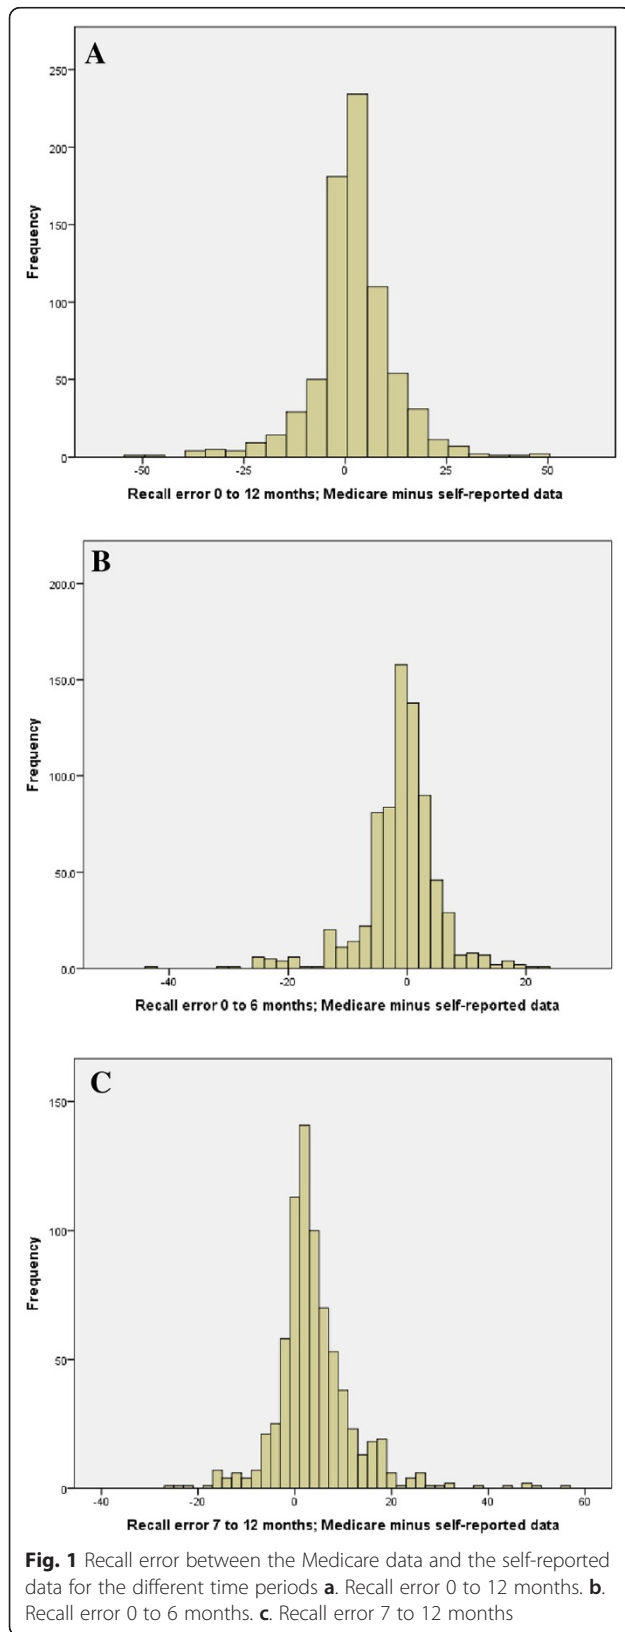 A
250
200
150
100
50
0
Frequency
-50 -25 0 25 50
Recall error 0 to 12 months; Medicare minus self-reported data
B
200.0
150.0
100.0
50.0
0.0
Frequency
-40 -20 0 20
Recall error 0 to 6 months; Medicare minus self-reported data
C
150
100
50
0
Frequency
-40 -20 0 20 40 60
Recall error 7 to 12 months; Medicare minus self-reported data
Fig. 1 Recall error between the Medicare data and the self-reported
data for the different time periods a. Recall error 0 to 12 months. b.
Recall error 0 to 6 months. c. Recall error 7 to 12 months